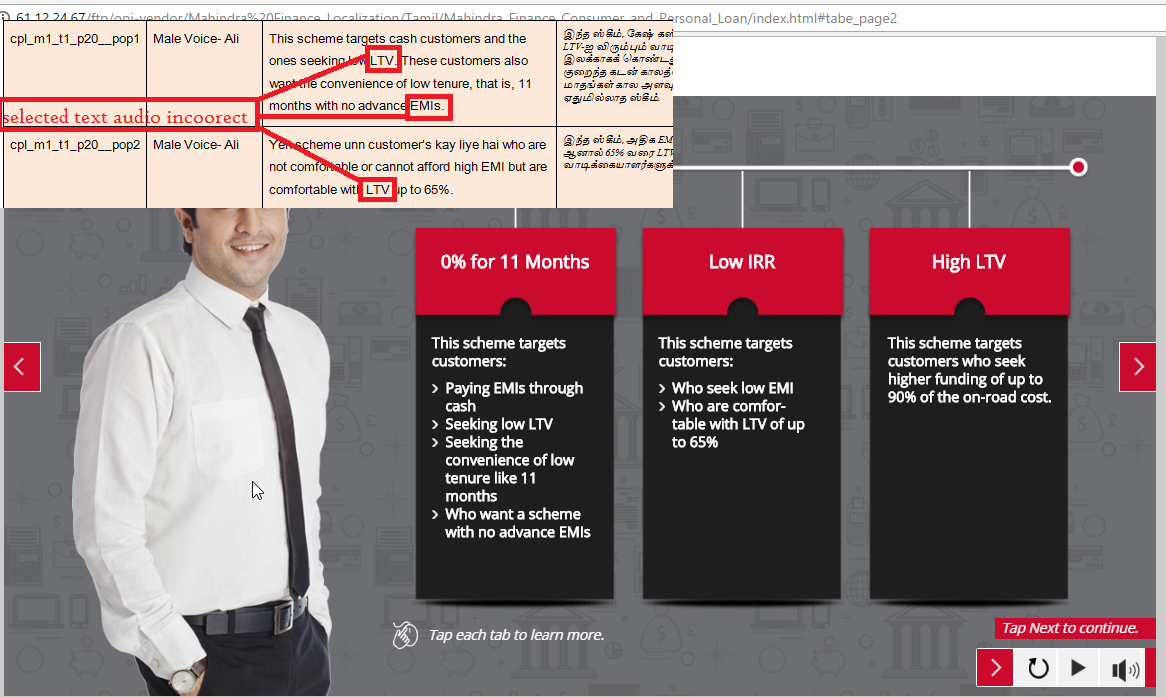 61.12.24.67/ftp/opi-vendor/Mahindra%20Finance_Localization/Tamil/Mahindra_Finance_Consumer_and_Personal_Loan/index.html#tabe_page2
cpl_m1_t1_p20__pop1
Male Voice- Ali
This scheme targets cash customers and the
ones seeking low LTV. These customers also
want the convenience of low tenure, that is, 11
months with no advance EMIs.
இந்த ஸ்கீம், கேஷ்
LTV-ஐ விரும்பும்
இலக்காகக்
குறைந்த கடன்
மாதங்கள் கால
ஏதுமில்லாத ஸ்கீம்.
selected text audio incoorect
cpl_m1_t1_p20__pop2
Male Voice- Ali
Yeh scheme unn customer's kay liye hai who are
not comfortable or cannot afford high EMI but are
comfortable with LTV up to 65%.
இந்த ஸ்கீம், அதிக
ஆனால் 65% வரை
0% for 11 Months
This scheme targets
customers:
› Paying EMIs through
cash
› Seeking low LTV
› Seeking the
convenience of low
tenure like 11
months
› Who want a scheme
with no advance EMIs
Low IRR
This scheme targets
customers:
› Who seek low EMI
› Who are comfor-
table with LTV of up
to 65%
High LTV
This scheme targets
customers who seek
higher funding of up to
90% of the on-road cost.
Tap each tab to learn more.
Tap Next to continue.